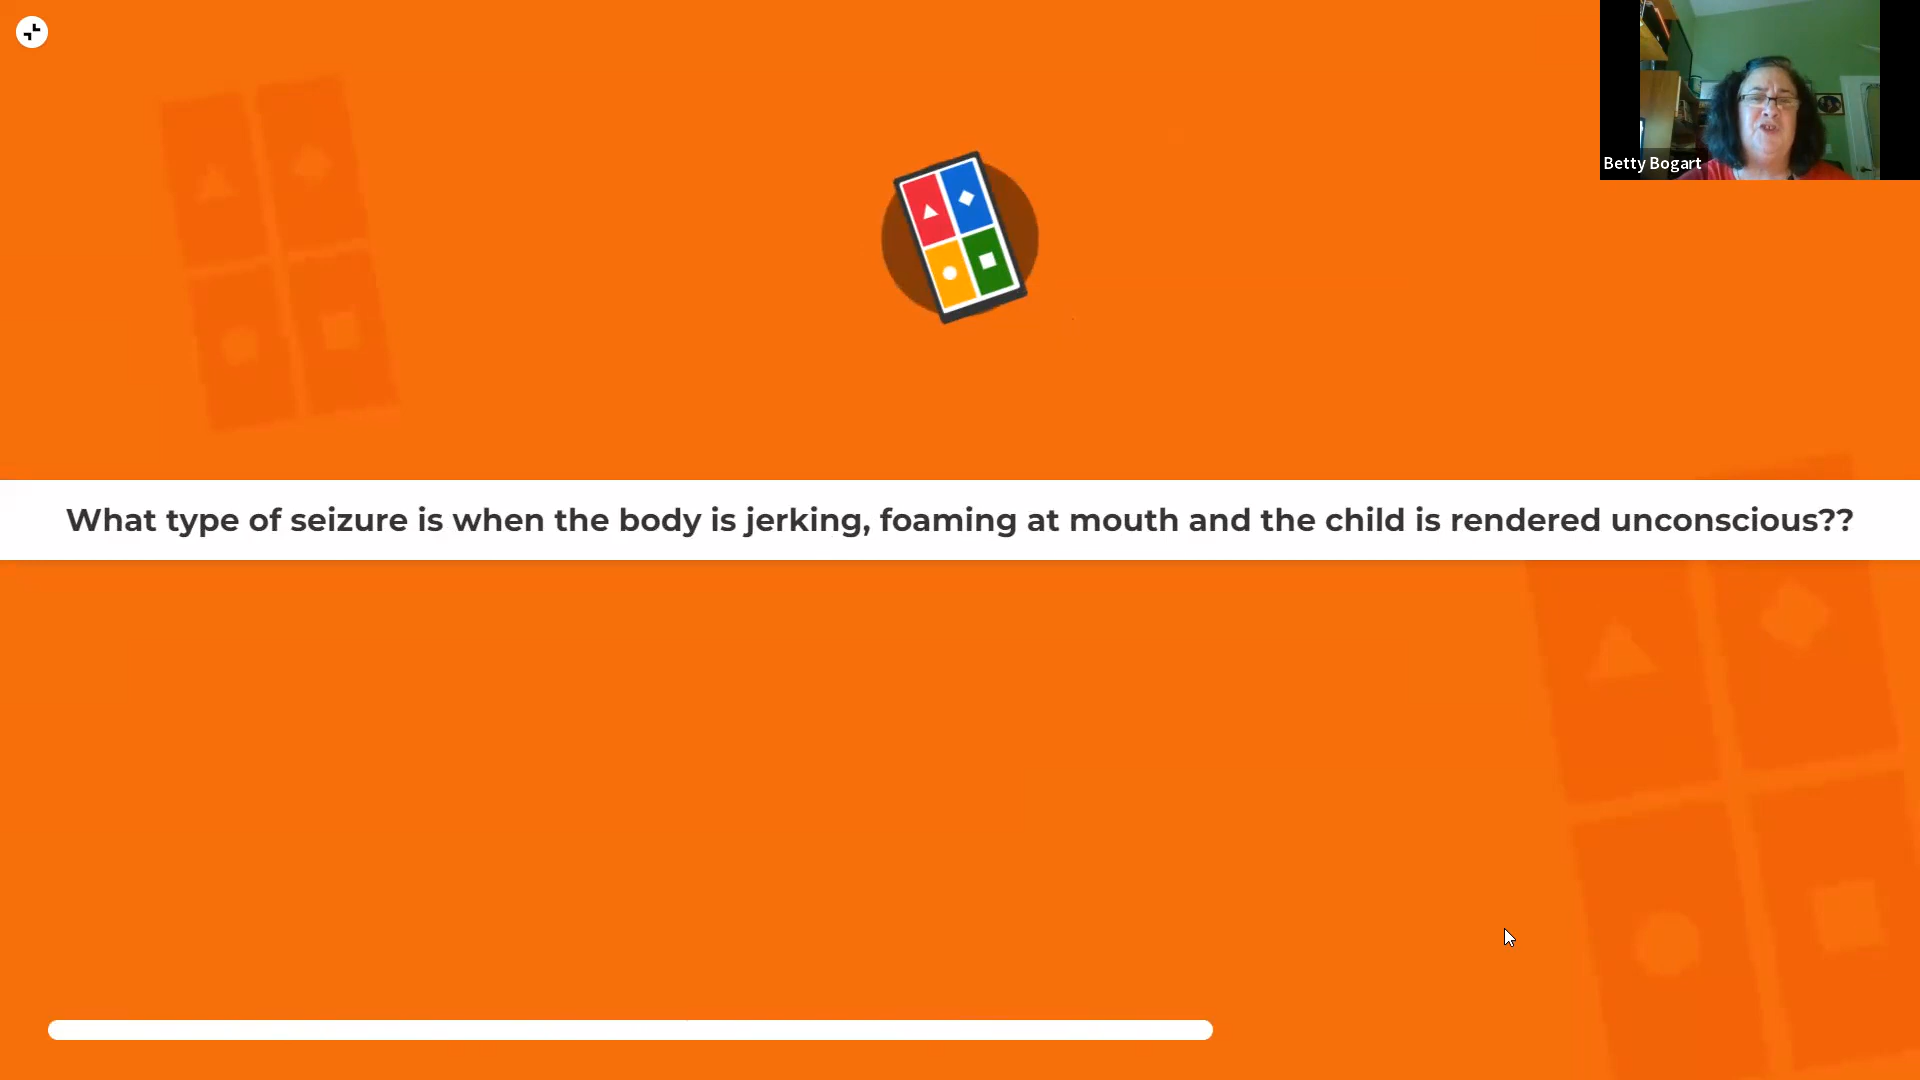 Betty Bogart
What type of seizure is when the body is jerking, foaming at mouth and the child is rendered unconscious??